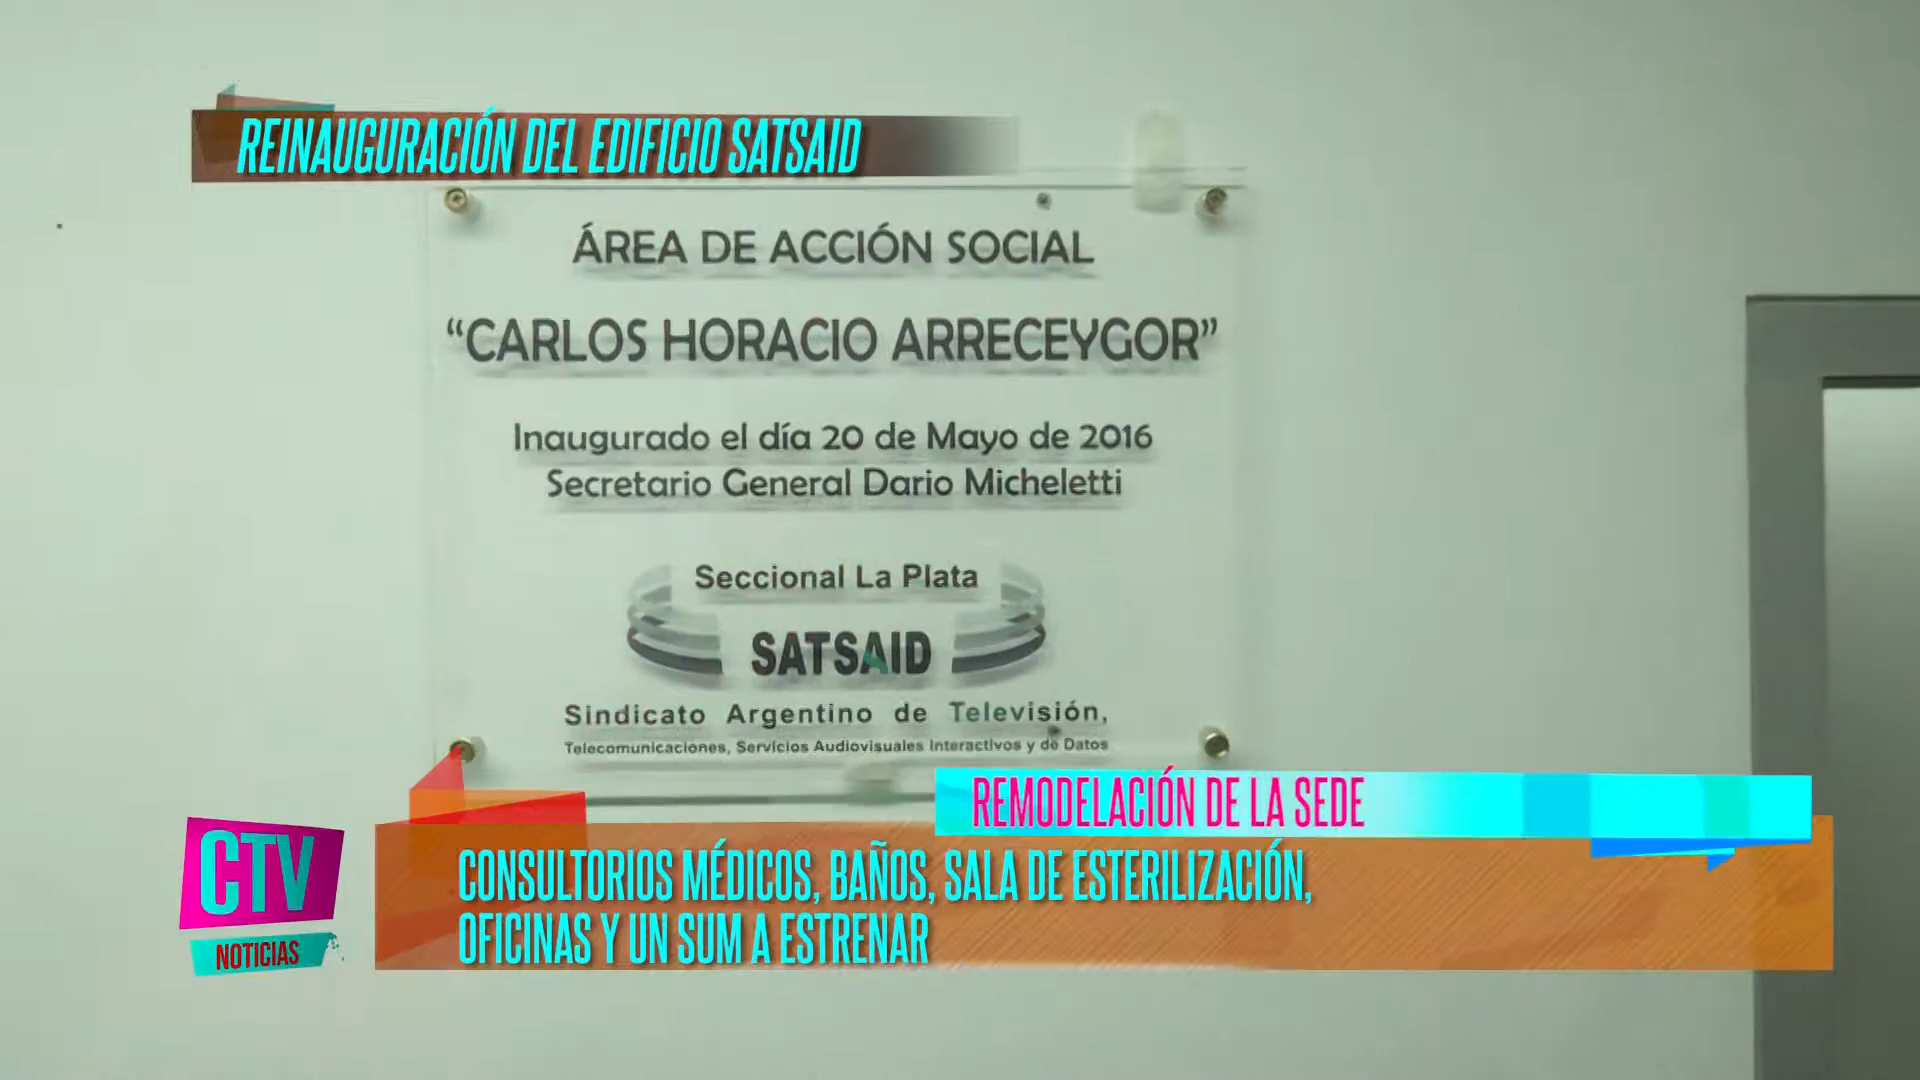 REINAUGURACIÓN DEL EDIFICIO SATSAID
ÁREA DE ACCIÓN SOCIAL
“CARLOS HORACIO ARRECEYGOR”
Inaugurado el día 20 de Mayo de 2016
Secretario General Dario Micheletti
Seccional La Plata
SATSAID
Sindicato Argentino de Televisión,
Telecomunicaciones, Servicios Audiovisuales Interactivos y de Datos
REMODELACIÓN DE LA SEDE
CONSULTORIOS MÉDICOS, BAÑOS, SALA DE ESTERILIZACIÓN,
OFICINAS Y UN SUM A ESTRENAR
CTV
NOTICIAS